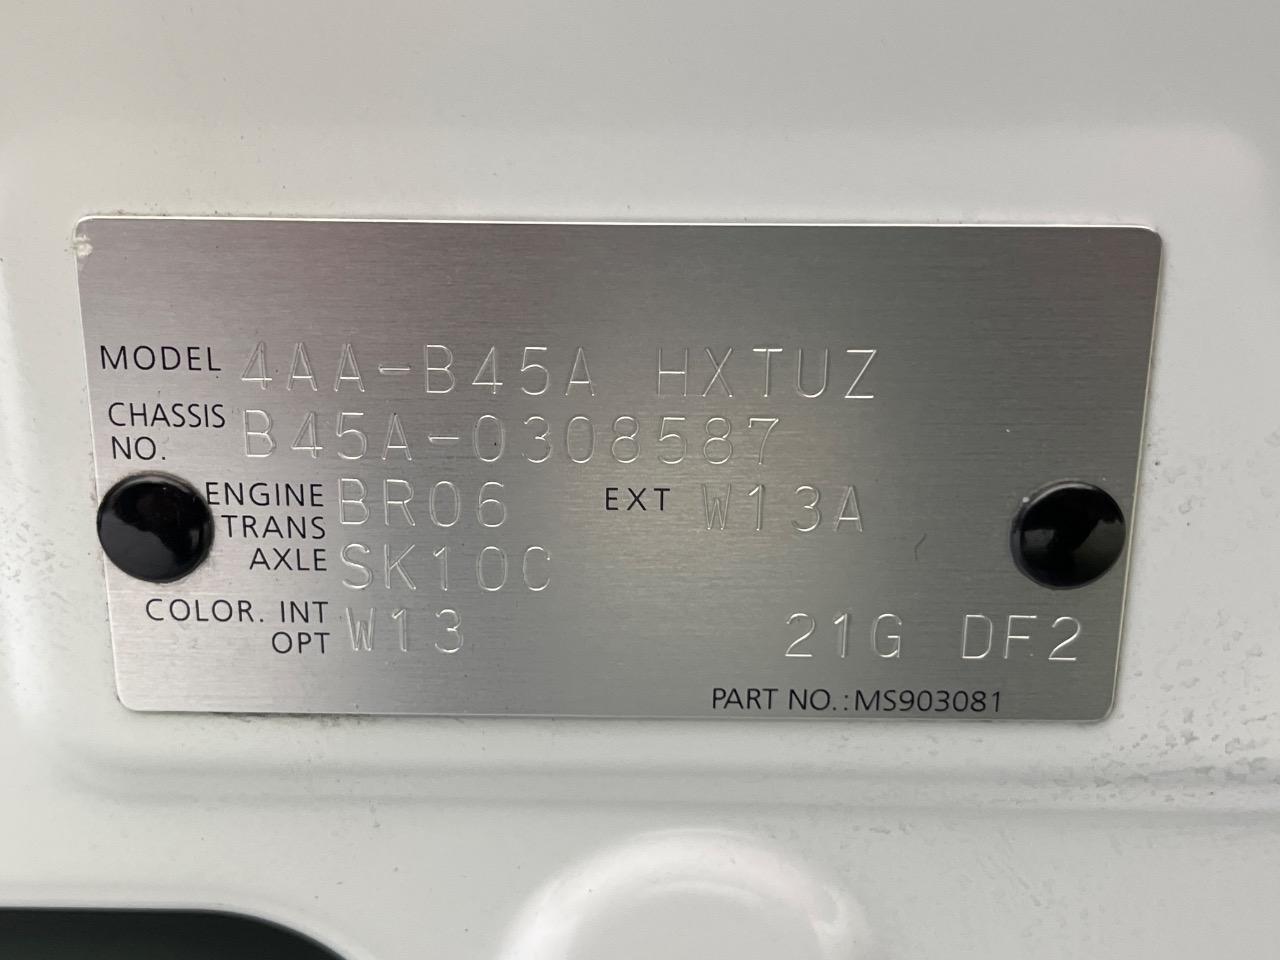 MODEL 4AA-B45A HXTUZ
CHASSIS NO. B45A-0308587
ENGINE BR06 EXT W13A
TRANS AXLE SK10C
COLOR. INT OPT W13 21G DF2
PART NO.:MS903081